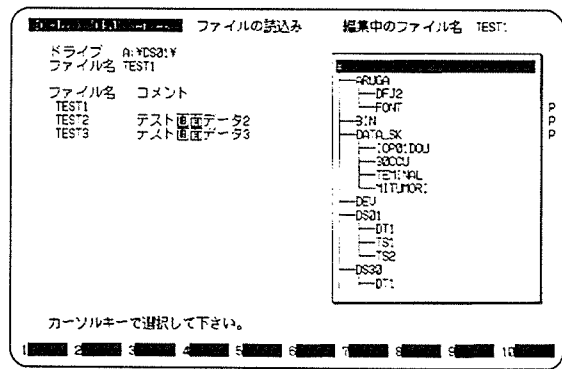 ファイルの読込み 編集中のファイル名 TEST1
ドライブ A:¥DS01¥
ファイル名 TEST1
ファイル名 コメント
TEST1
TEST2 テスト画面データ2
TEST3 テスト画面データ3
ARUGA
DFJ2
FONT
BIN
DATA_SK
TEMINAL
MITUMORI
DEV
DS01
DT1
TS1
TS2
DS30
DT1
P
P
P
カーソルキーで選択して下さい。
1 2 3 4 5 6 7 8 9 10